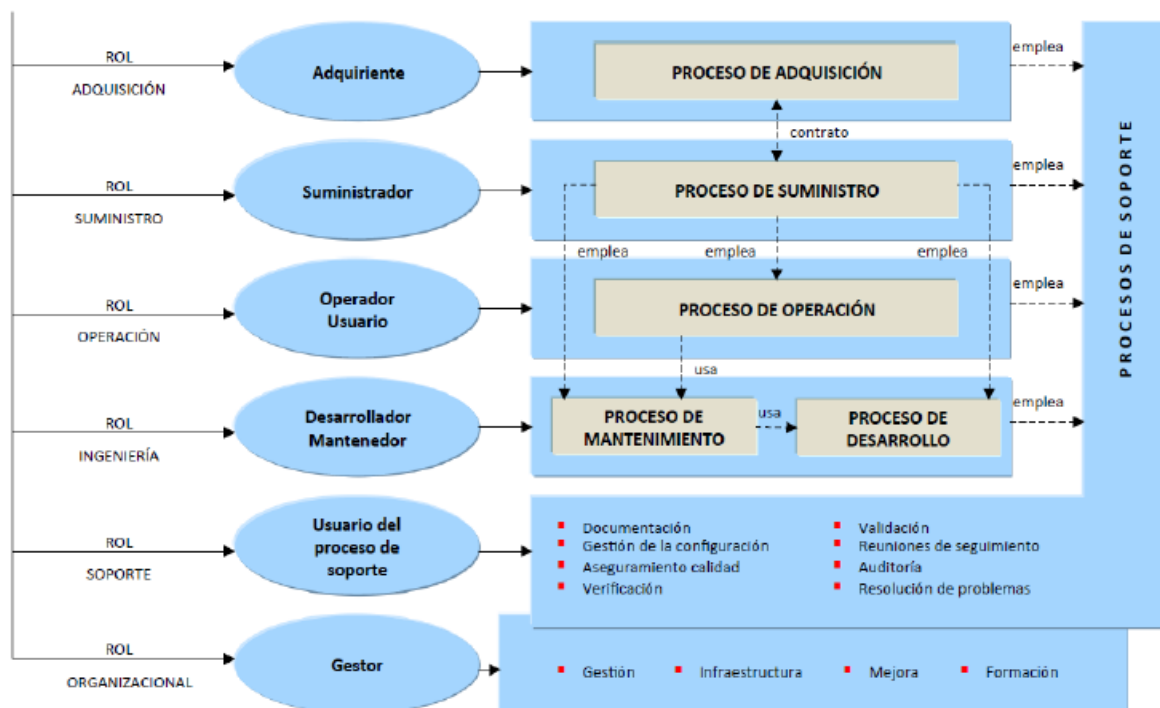 ROL
ADQUISICIÓN
Adquiriente
PROCESO DE ADQUISICIÓN
emplea
contrato
ROL
SUMINISTRO
Suministrador
PROCESO DE SUMINISTRO
emplea
emplea
emplea
emplea
ROL
OPERACIÓN
Operador
Usuario
PROCESO DE OPERACIÓN
emplea
usa
ROL
INGENIERÍA
Desarrollador
Mantenedor
PROCESO DE
MANTENIMIENTO
usa
PROCESO DE
DESARROLLO
emplea
PROCESOS DE SOPORTE
ROL
SOPORTE
Usuario del
proceso de
soporte
Documentación
Gestión de la configuración
Aseguramiento calidad
Verificación
Validación
Reuniones de seguimiento
Auditoría
Resolución de problemas
ROL
ORGANIZACIONAL
Gestor
Gestión
Infraestructura
Mejora
Formación